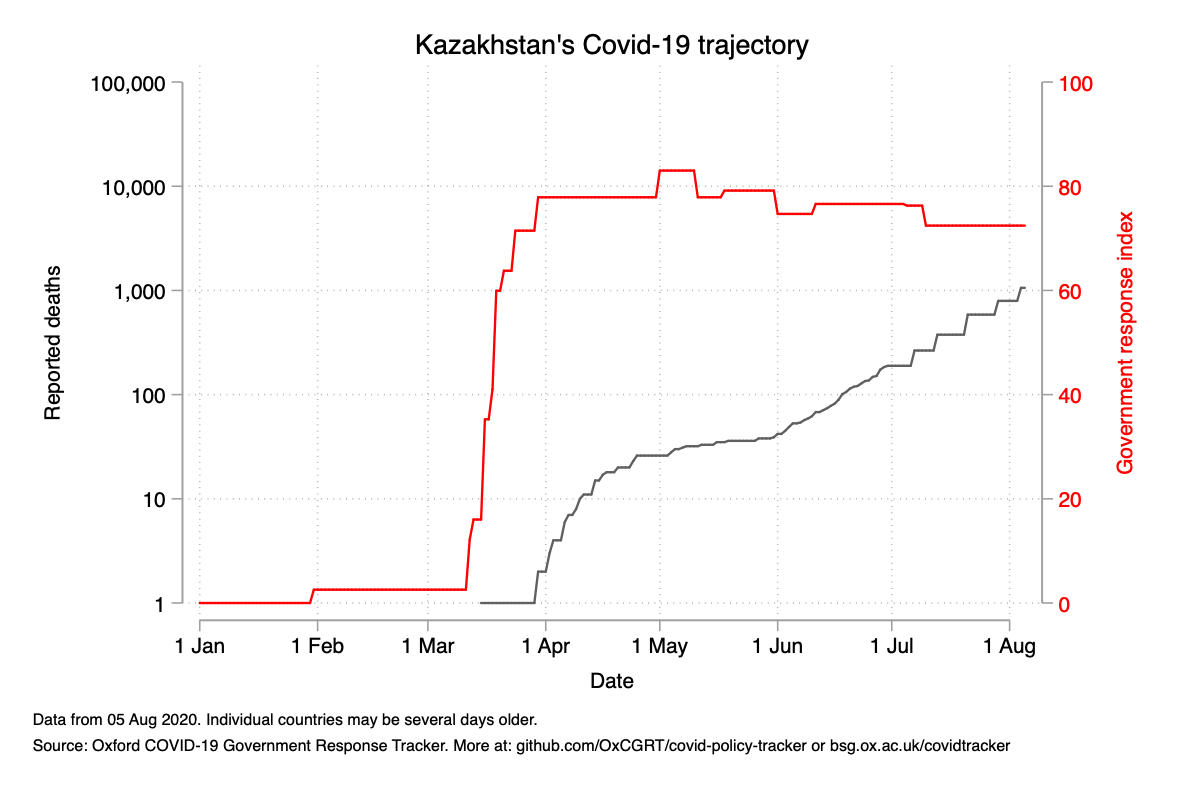 Kazakhstan's Covid-19 trajectory
100,000
10,000
1,000
100
10
1
Reported deaths
100
80
60
40
20
0
Government response index
1 Jan
1 Feb
1 Mar
1 Apr
1 May
1 Jun
1 Jul
1 Aug
Date
Data from 05 Aug 2020. Individual countries may be several days older.
Source: Oxford COVID-19 Government Response Tracker. More at: github.com/OxCGRT/covid-policy-tracker or bsg.ox.ac.uk/covidtracker